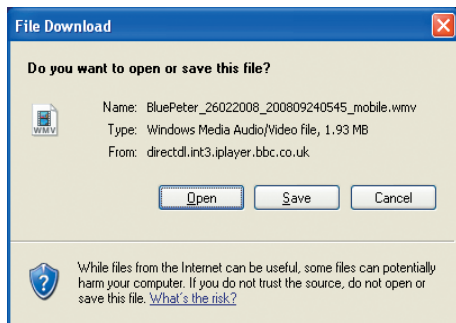 File Download
Do you want to open or save this file?
WMV
Name: BluePeter_26022008_200809240545_mobile.wmv
Type: Windows Media Audio/Video file, 1.93 MB
From: directdl.int3.iplayer.bbc.co.uk
Open Save Cancel
While files from the Internet can be useful, some files can potentially
harm your computer. If you do not trust the source, do not open or
save this file. What's the risk?